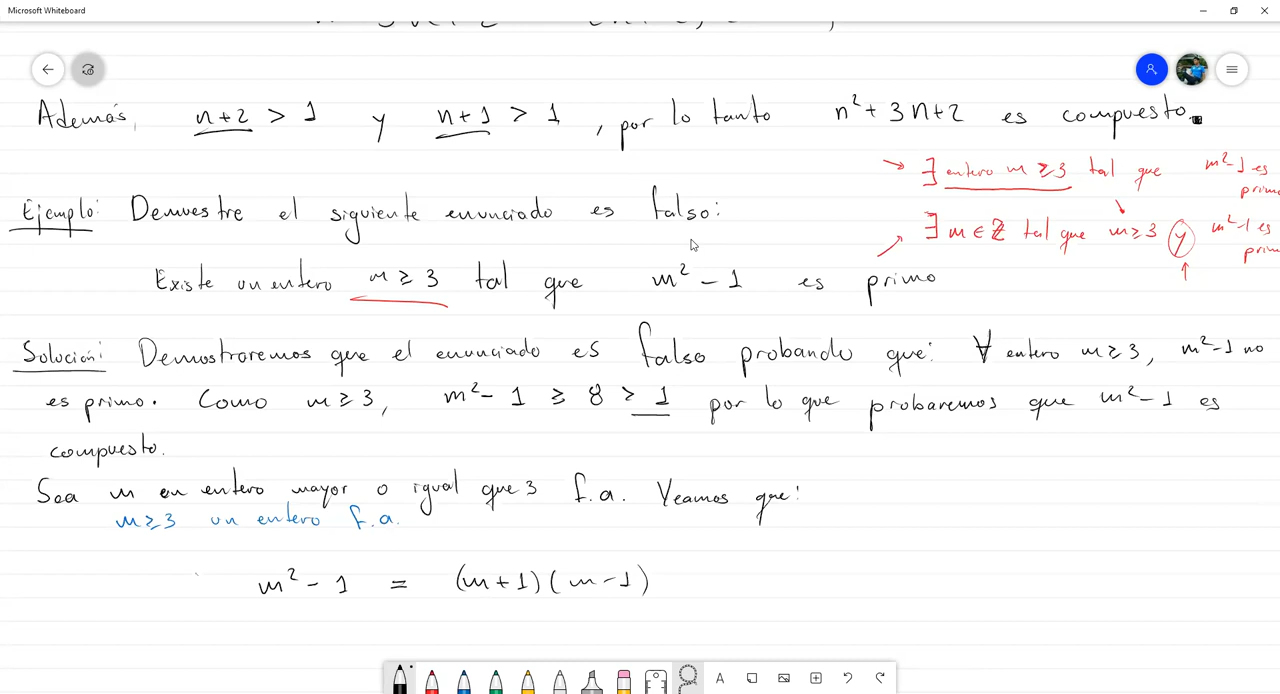 Microsoft Whiteboard
Además, n+2 > 1 y n+1 > 1 , por lo tanto n² + 3n+2 es compuesto.
→ ∃ entero m ≥ 3 tal que m²-1 es primo
Ejemplo: Demuestre el siguiente enunciado es falso:
→ ∃ m ∈ ℤ tal que m ≥ 3 y m²-1 es primo
Existe un entero m ≥ 3 tal que m² - 1 es primo
Solución: Demostraremos que el enunciado es falso probando que: ∀ entero m ≥ 3, m²-1 no
es primo. Como m ≥ 3, m² - 1 ≥ 8 > 1 por lo que probaremos que m² - 1 es
compuesto.
Sea m en entero mayor o igual que 3 f.a. Veamos que:
m ≥ 3 un entero f.a.
m² - 1 = (m+1)(m-1)
A